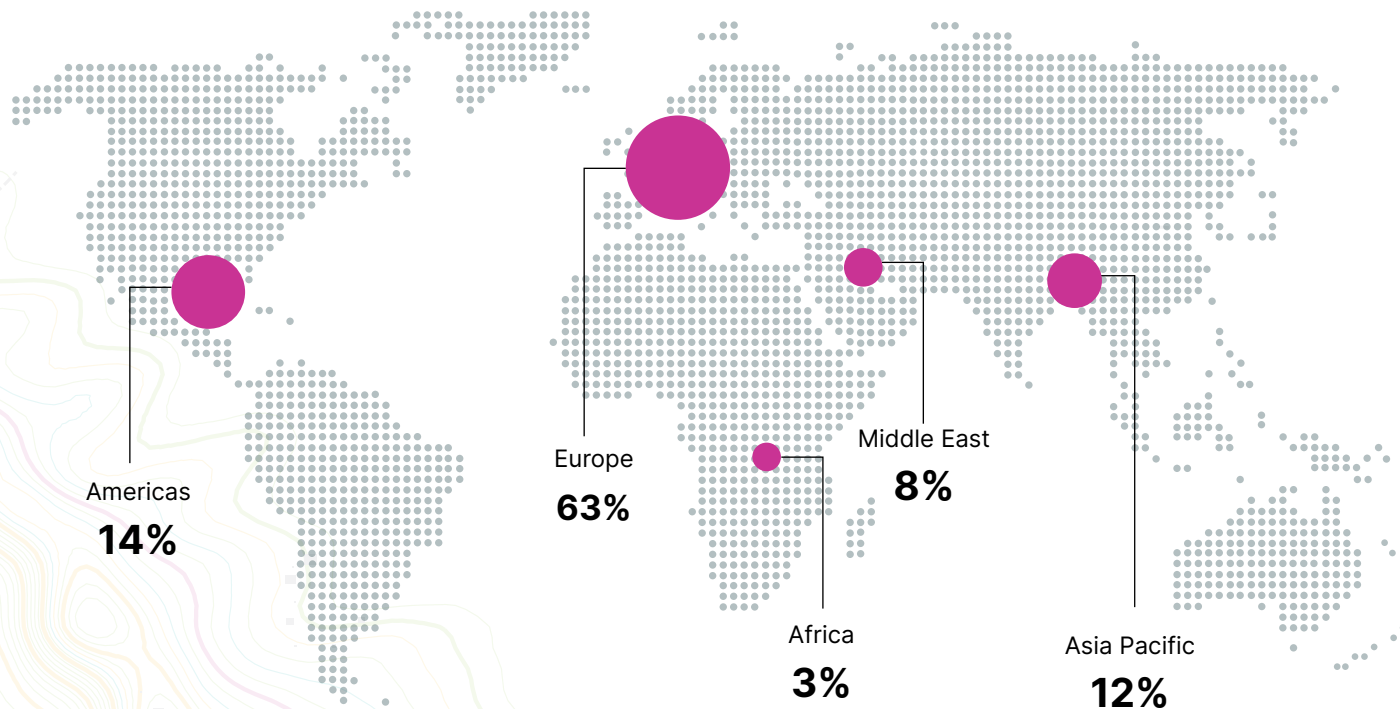 Americas
14%
Europe
63%
Middle East
8%
Africa
3%
Asia Pacific
12%